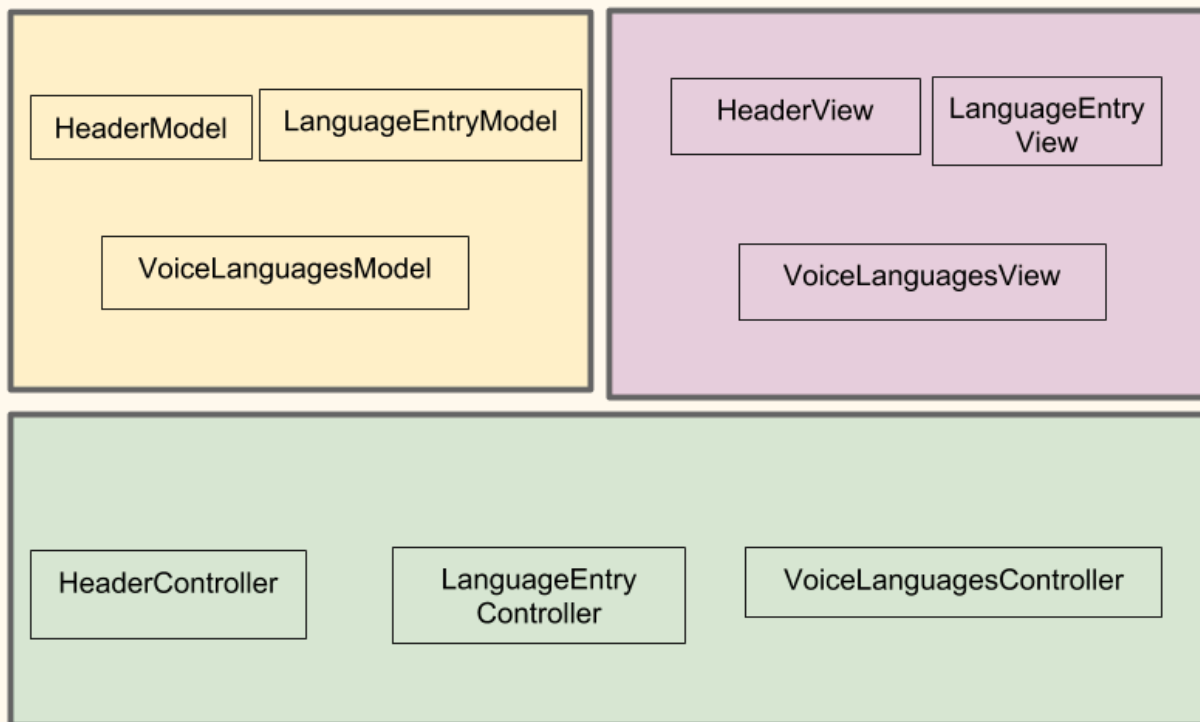 HeaderModel
LanguageEntryModel
VoiceLanguagesModel
HeaderView
LanguageEntry
View
VoiceLanguagesView
HeaderController
LanguageEntry
Controller
VoiceLanguagesController